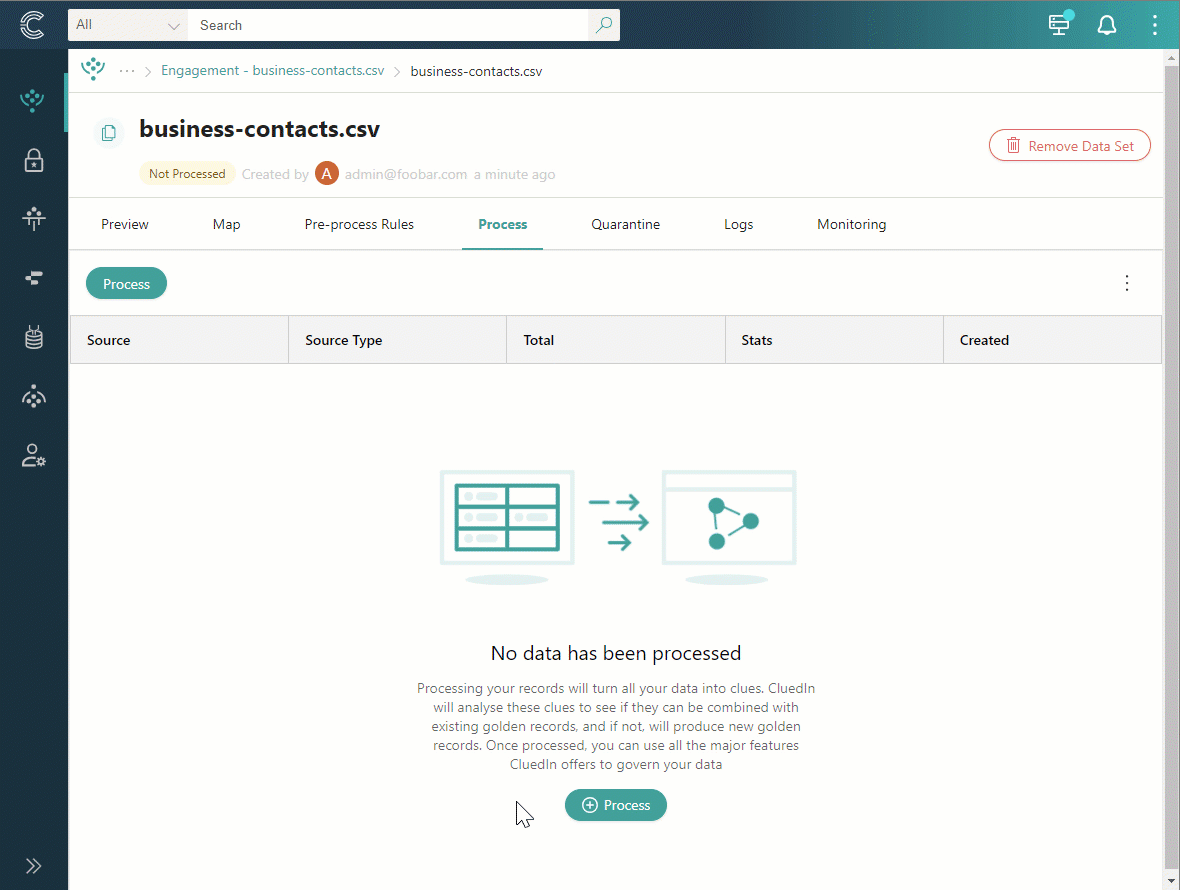 All
Search
Engagement - business-contacts.csv
business-contacts.csv
business-contacts.csv
Not Processed Created by A admin@foobar.com a minute ago
Remove Data Set
Preview Map Pre-process Rules Process Quarantine Logs Monitoring
Process
Source Source Type Total Stats Created
No data has been processed
Processing your records will turn all your data into clues. CluedIn
will analyse these clues to see if they can be combined with
existing golden records, and if not, will produce new golden
records. Once processed, you can use all the major features
CluedIn offers to govern your data
Process